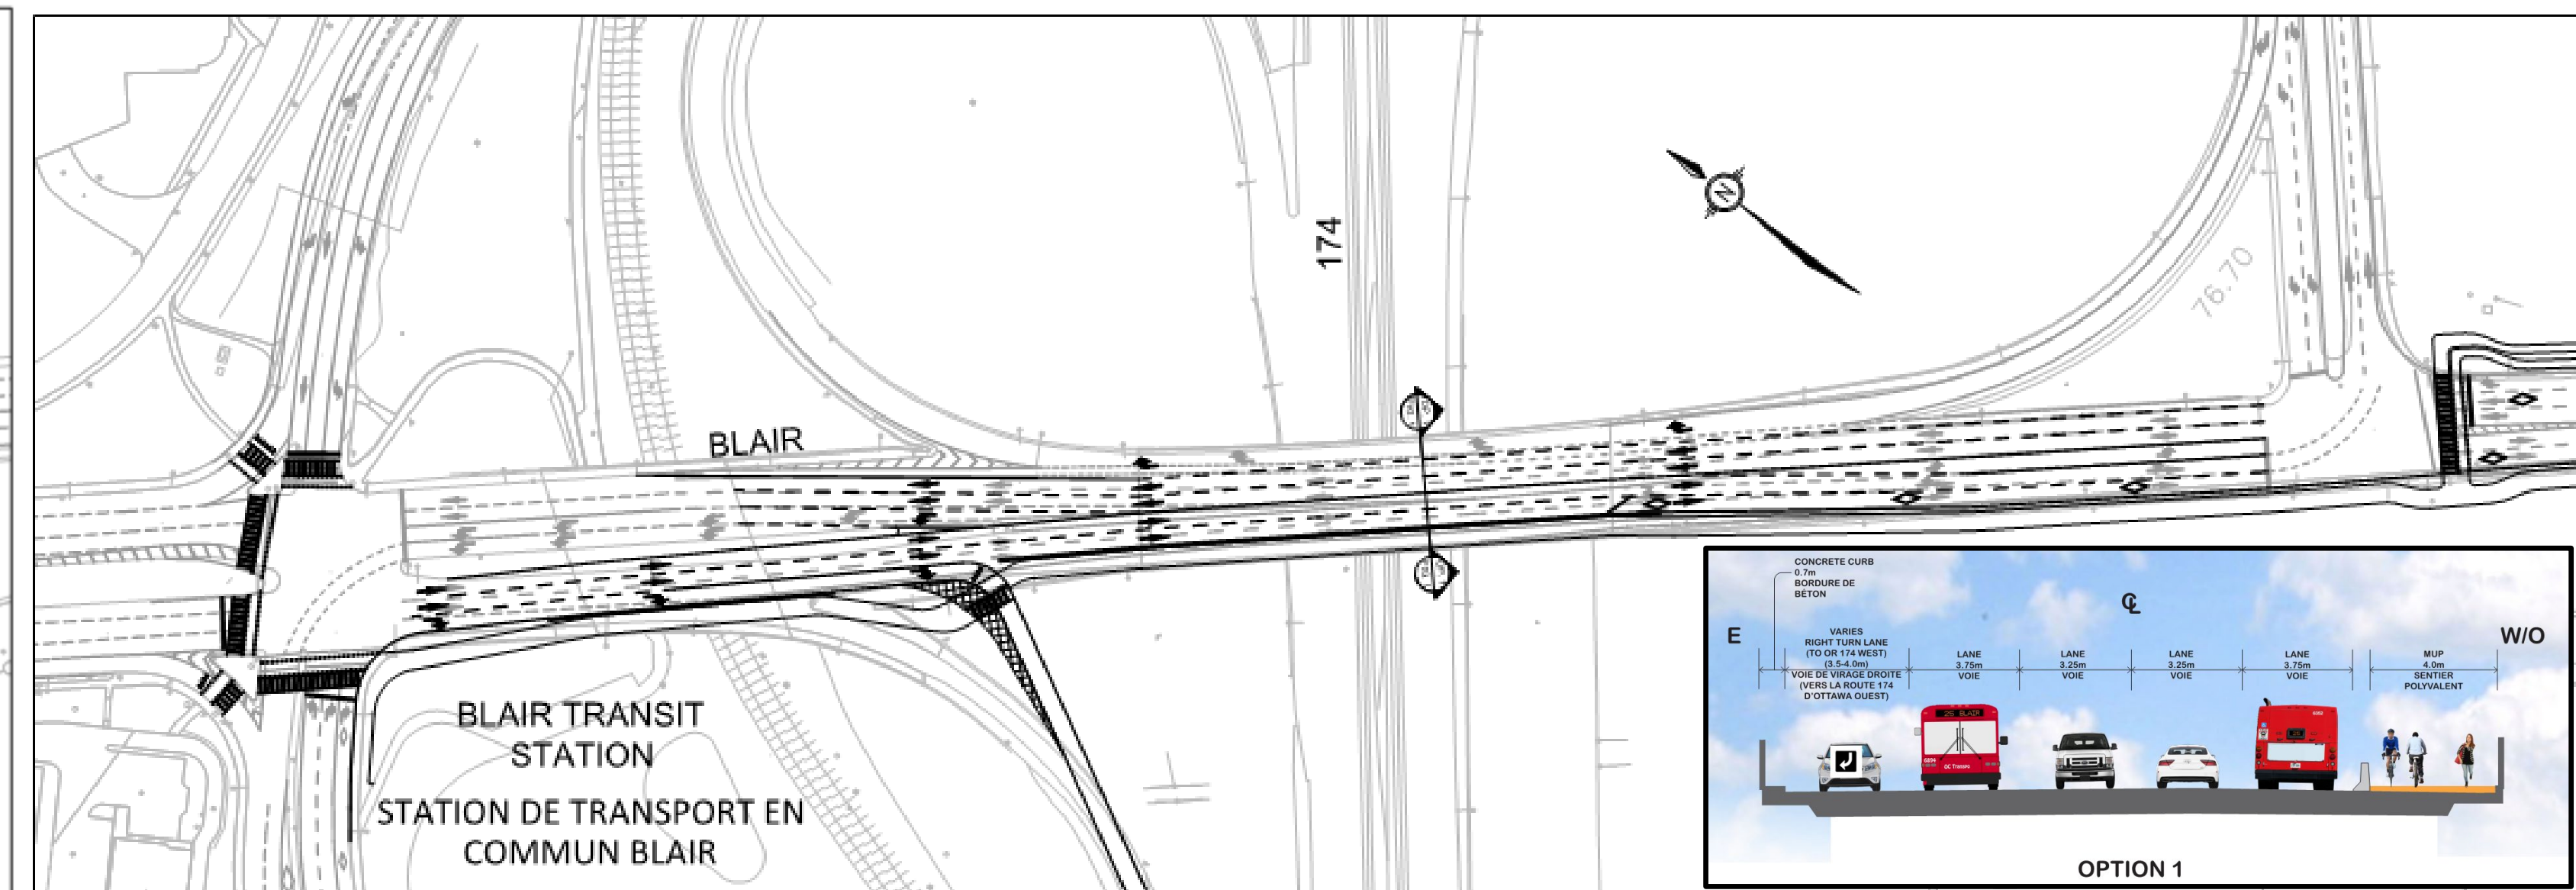 174
N
76.70
BLAIR
BLAIR TRANSIT
STATION
STATION DE TRANSPORT EN
COMMUN BLAIR
CONCRETE CURB
0.7m
BORDURE DE
BÉTON
E
W/O
CL
VARIES
RIGHT TURN LANE
(TO OR 174 WEST)
(3.5-4.0m)
VOIE DE VIRAGE DROITE
(VERS LA ROUTE 174
D'OTTAWA OUEST)
LANE
3.75m
VOIE
LANE
3.25m
VOIE
LANE
3.25m
VOIE
LANE
3.75m
VOIE
MUP
4.0m
SENTIER
POLYVALENT
OC Transpo
OPTION 1